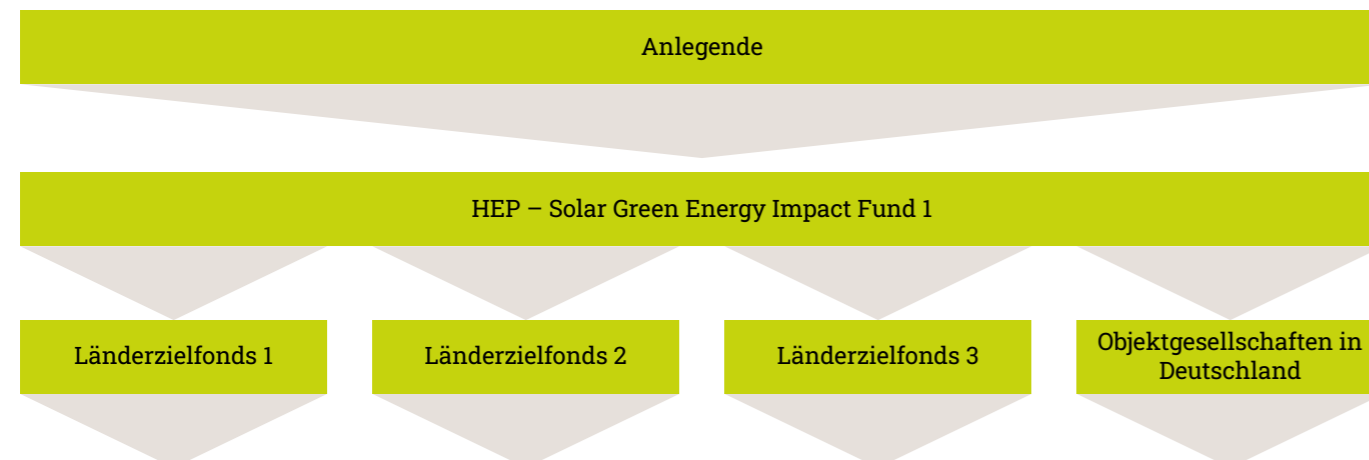 Anlegende
HEP – Solar Green Energy Impact Fund 1
Länderzielfonds 1
Länderzielfonds 2
Länderzielfonds 3
Objektgesellschaften in
Deutschland